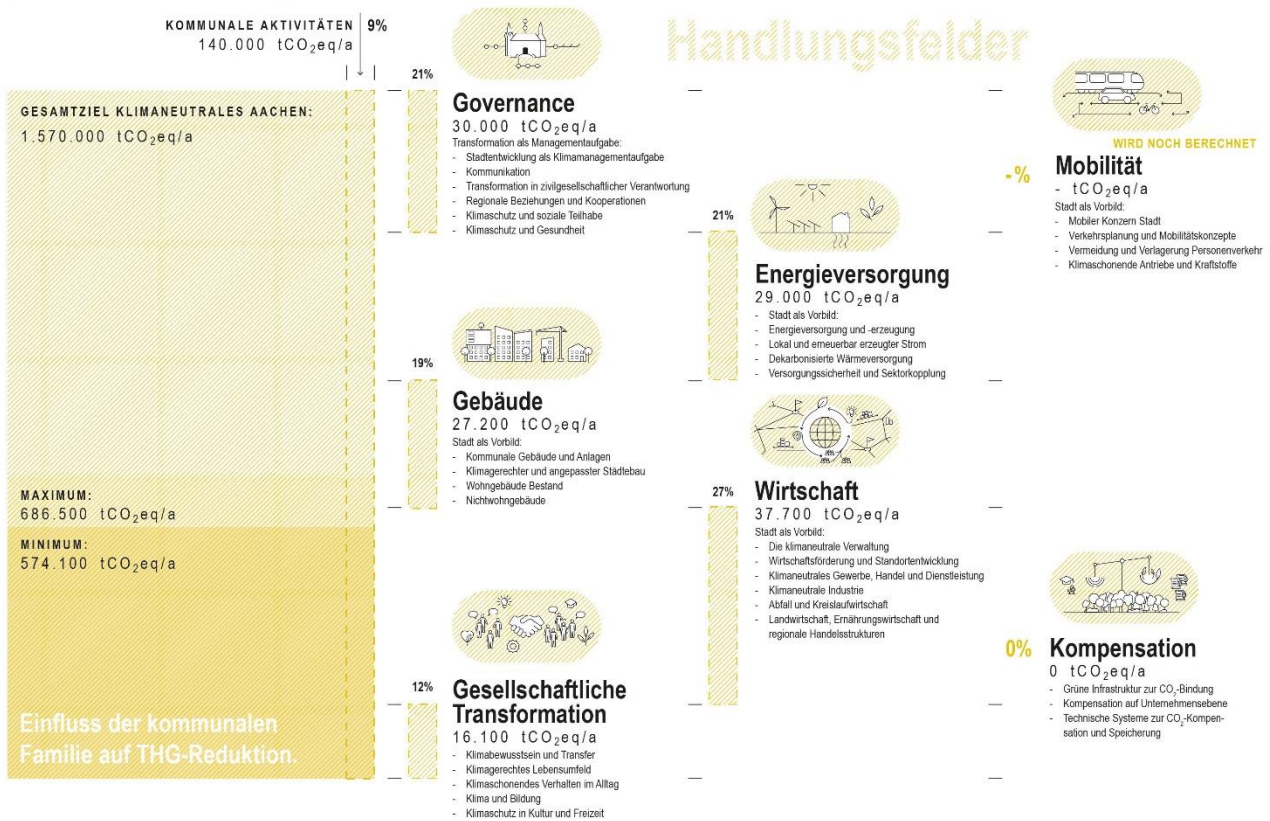 KOMMUNALE AKTIVITÄTEN
140.000 tCO₂eq/a
9%
Handlungsfelder
GESAMTZIEL KLIMANEUTRALES AACHEN:
1.570.000 tCO₂eq/a
MAXIMUM:
686.500 tCO₂eq/a
MINIMUM:
574.100 tCO₂eq/a
Einfluss der kommunalen
Familie auf THG-Reduktion.
21%
Governance
30.000 tCO₂eq/a
Transformation als Managementaufgabe:
- Stadtentwicklung als Klimamanagementaufgabe
- Kommunikation
- Transformation in zivilgesellschaftlicher Verantwortung
- Regionale Beziehungen und Kooperationen
- Klimaschutz und soziale Teilhabe
- Klimaschutz und Gesundheit
19%
Gebäude
27.200 tCO₂eq/a
Stadt als Vorbild:
- Kommunale Gebäude und Anlagen
- Klimagerechter und angepasster Städtebau
- Wohngebäude Bestand
- Nichtwohngebäude
12%
Gesellschaftliche
Transformation
16.100 tCO₂eq/a
- Klimabewusstsein und Transfer
- Klimagerechtes Lebensumfeld
- Klimaschonendes Verhalten im Alltag
- Klima und Bildung
- Klimaschutz in Kultur und Freizeit
21%
Energieversorgung
29.000 tCO₂eq/a
- Stadt als Vorbild:
- Energieversorgung und -erzeugung
- Lokal und erneuerbar erzeugter Strom
- Dekarbonisierte Wärmeversorgung
- Versorgungssicherheit und Sektorkopplung
27%
Wirtschaft
37.700 tCO₂eq/a
Stadt als Vorbild:
- Die klimaneutrale Verwaltung
- Wirtschaftsförderung und Standortentwicklung
- Klimaneutrales Gewerbe, Handel und Dienstleistung
- Klimaneutrale Industrie
- Abfall und Kreislaufwirtschaft
- Landwirtschaft, Ernährungswirtschaft und
regionale Handelsstrukturen
WIRD NOCH BERECHNET
-%
Mobilität
- tCO₂eq/a
Stadt als Vorbild:
- Mobiler Konzern Stadt
- Verkehrsplanung und Mobilitätskonzepte
- Vermeidung und Verlagerung Personenverkehr
- Klimaschonende Antriebe und Kraftstoffe
0%
Kompensation
0 tCO₂eq/a
- Grüne Infrastruktur zur CO₂-Bindung
- Kompensation auf Unternehmensebene
- Technische Systeme zur CO₂-Kompen-
sation und Speicherung